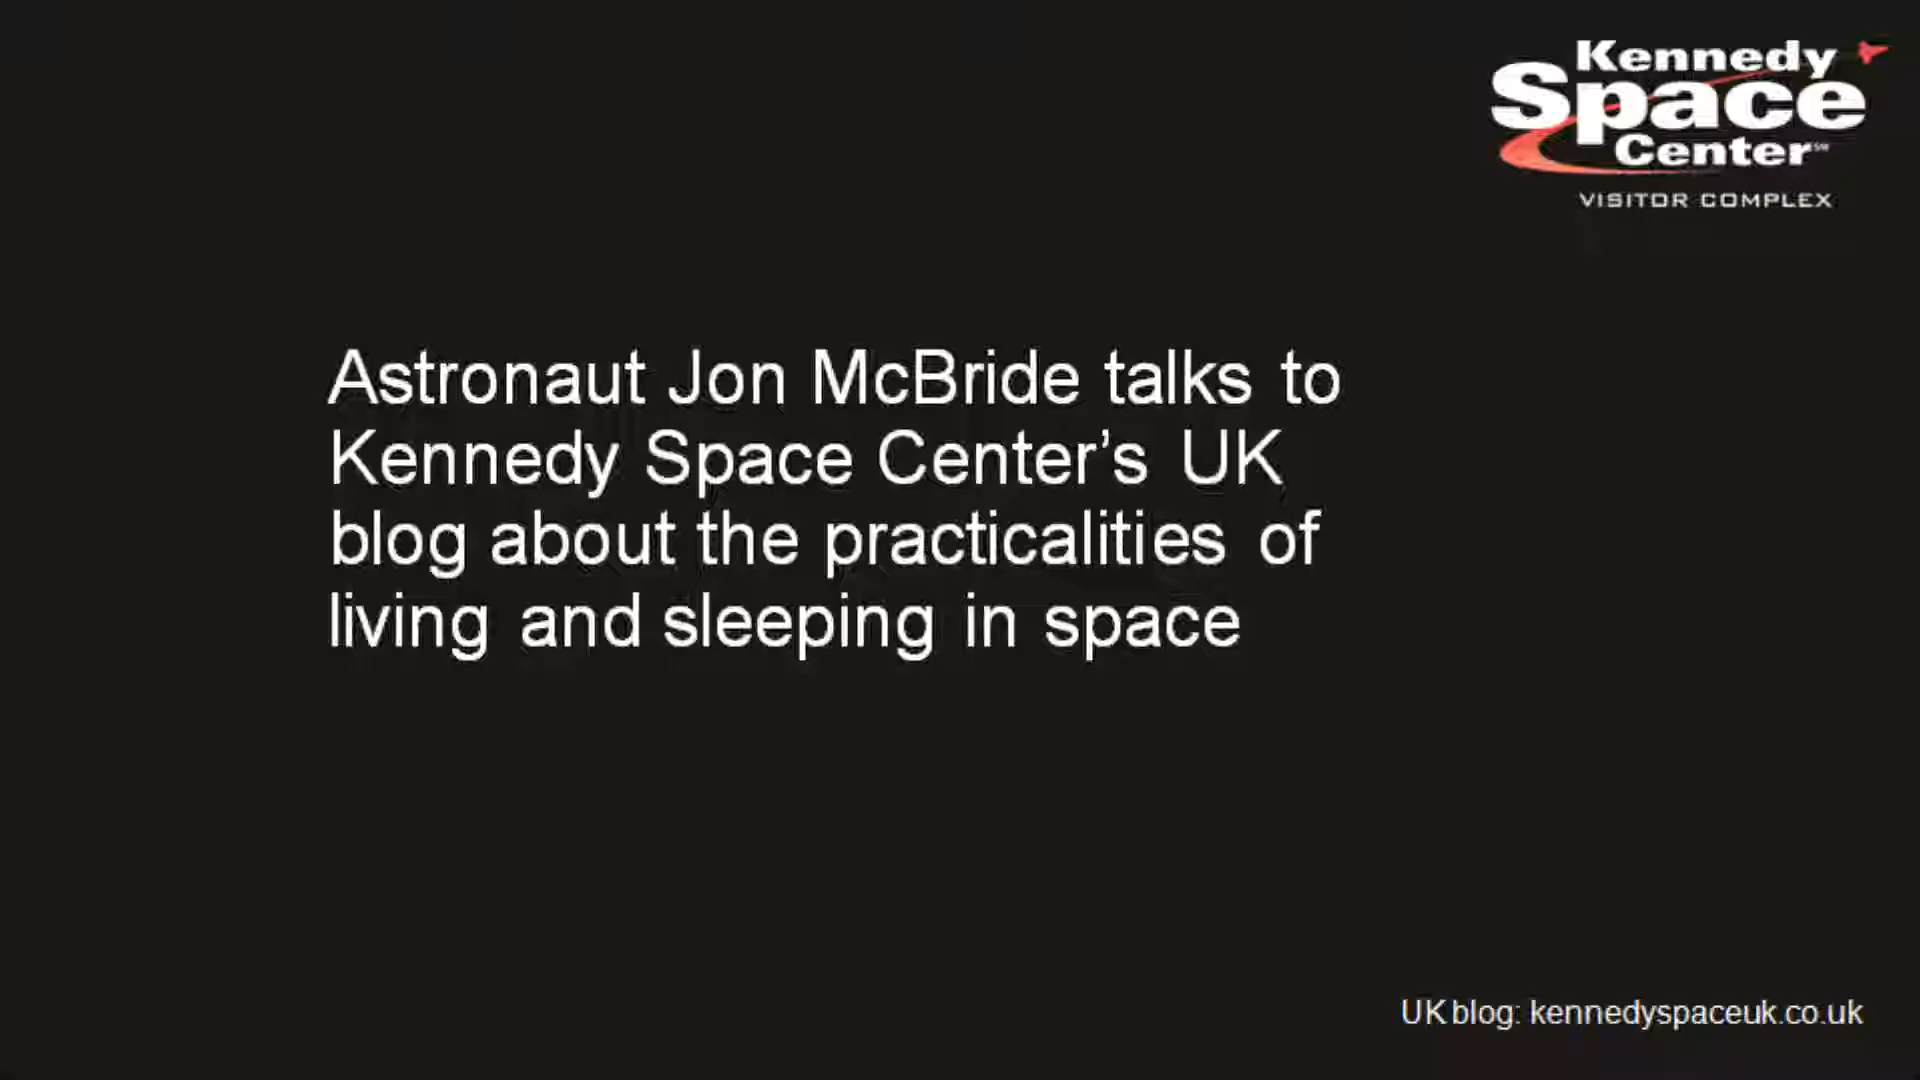 Kennedy
Space
Center℠
VISITOR COMPLEX
Astronaut Jon McBride talks to
Kennedy Space Center’s UK
blog about the practicalities of
living and sleeping in space
UK blog: kennedyspaceuk.co.uk